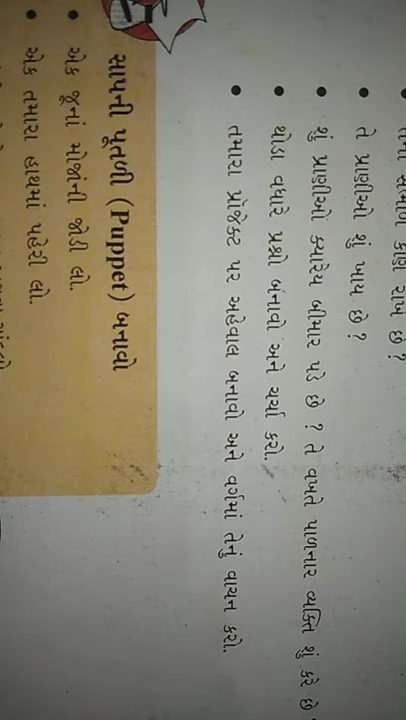 તેમની સંભાળ કોણ રાખે છે?
• તે પ્રાણીઓ શું ખાય છે?
• શું પ્રાણીઓ ક્યારેય બીમાર પડે છે? તે વખતે પાળનાર વ્યક્તિ શું કરે છે
• થોડા વધારે પ્રશ્નો બનાવો અને ચર્ચા કરો.
• તમારા પ્રોજેક્ટ પર અહેવાલ બનાવો અને વર્ગમાં તેનું વાચન કરો.
સાપની પૂતળી (Puppet) બનાવો
• એક જૂનાં મોજાંની જોડી લો.
• એક તમારા હાથમાં પહેરી લો.